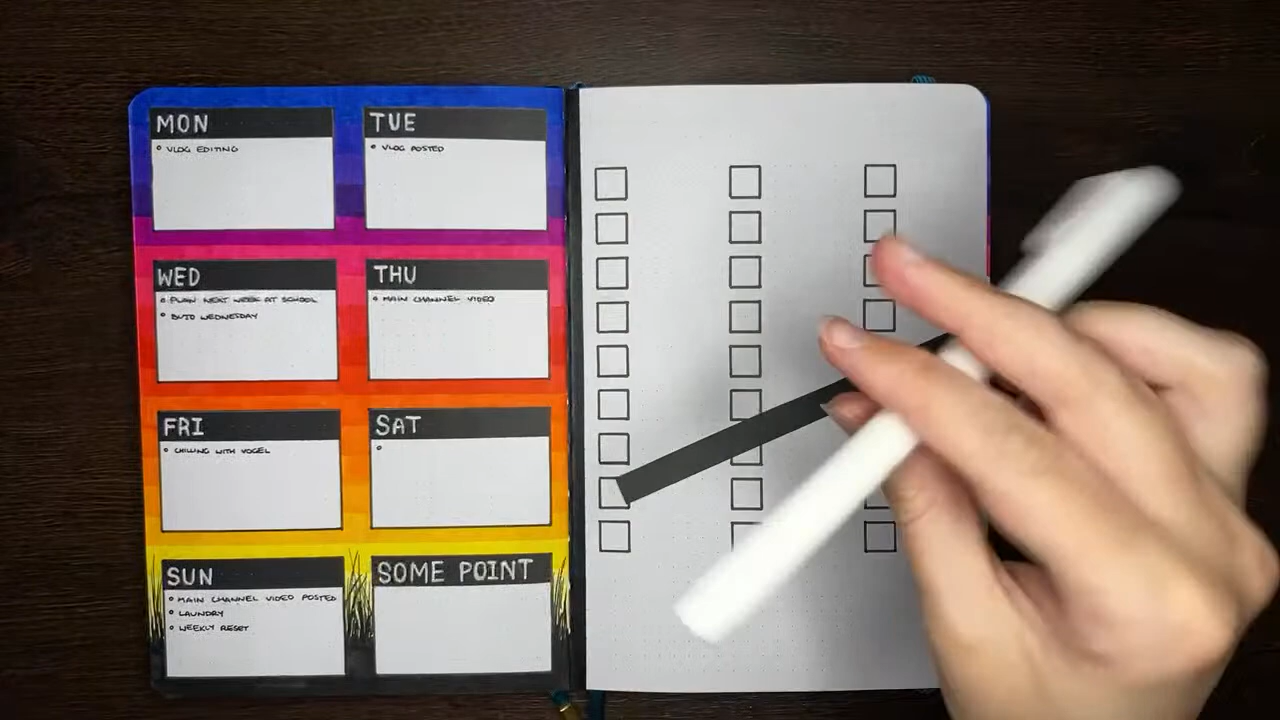 MON
VLOG EDITING
TUE
VLOG POSTED
WED
PLAN NEXT WEEK AT SCHOOL
BUJO WEDNESDAY
THU
MAIN CHANNEL VIDEO
FRI
CHILLING WITH VOGEL
SAT
SUN
MAIN CHANNEL VIDEO POSTED
LAUNDRY
WEEKLY RESET
SOME POINT